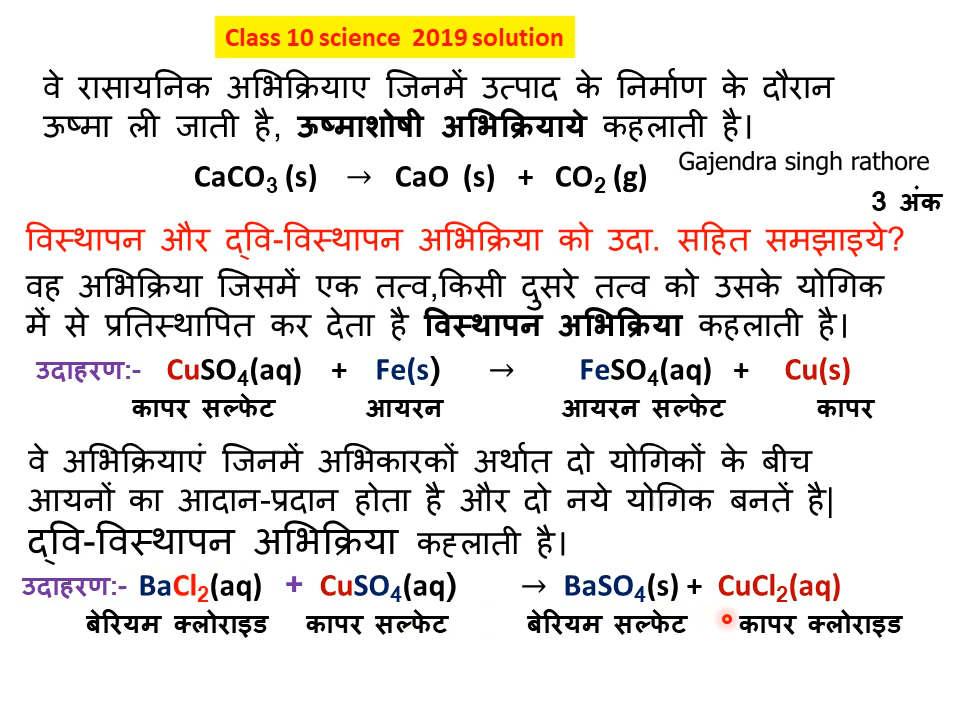 Class 10 science 2019 solution
वे रासायनिक अभिक्रियाए जिनमें उत्पाद के निर्माण के दौरान
ऊष्मा ली जाती है, ऊष्माशोषी अभिक्रियाये कहलाती है।
Gajendra singh rathore
CaCO₃ (s) → CaO (s) + CO₂ (g)
3 अंक
विस्थापन और द्वि-विस्थापन अभिक्रिया को उदा. सहित समझाइये?
वह अभिक्रिया जिसमें एक तत्व,किसी दुसरे तत्व को उसके योगिक
में से प्रतिस्थापित कर देता है विस्थापन अभिक्रिया कहलाती है।
उदाहरण:- CuSO₄(aq) + Fe(s) → FeSO₄(aq) + Cu(s)
कापर सल्फेट आयरन आयरन सल्फेट कापर
वे अभिक्रियाएं जिनमें अभिकारकों अर्थात दो योगिकों के बीच
आयनों का आदान-प्रदान होता है और दो नये योगिक बनतें है|
द्वि-विस्थापन अभिक्रिया कहलाती है।
उदाहरण:- BaCl₂(aq) + CuSO₄(aq) → BaSO₄(s) + CuCl₂(aq)
बेरियम क्लोराइड कापर सल्फेट बेरियम सल्फेट कापर क्लोराइड